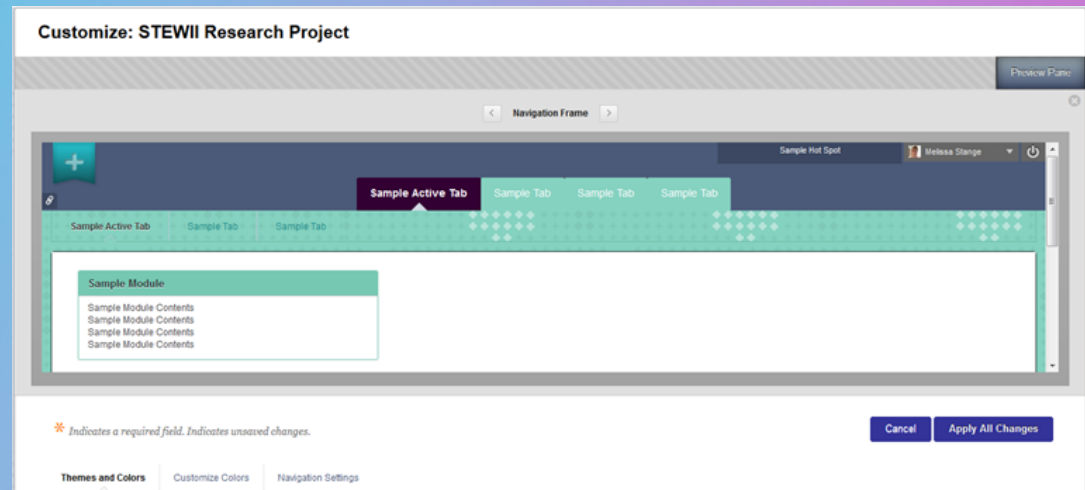 Customize: STEWII Research Project
Preview Pane
Navigation Frame
Sample Hot Spot
Melissa Stange
Sample Active Tab
Sample Tab
Sample Tab
Sample Tab
Sample Active Tab
Sample Tab
Sample Tab
Sample Module
Sample Module Contents
Sample Module Contents
Sample Module Contents
Sample Module Contents
Indicates a required field. Indicates unsaved changes.
Cancel
Apply All Changes
Themes and Colors
Customize Colors
Navigation Settings